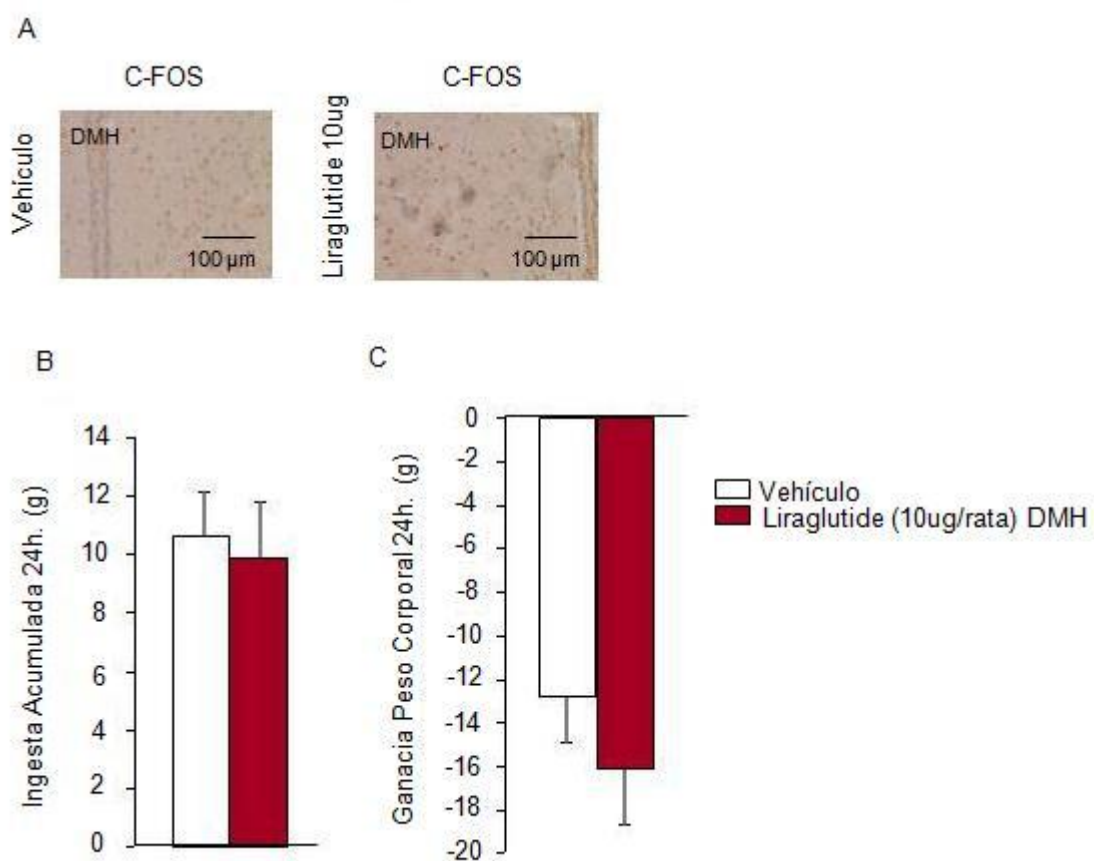 A
C-FOS
C-FOS
Vehículo
DMH
100 µm
Liraglutide 10ug
DMH
100 µm
B
Ingesta Acumulada 24h. (g)
14
12
10
8
6
4
2
0
C
Ganacia Peso Corporal 24h. (g)
0
-2
-4
-6
-8
-10
-12
-14
-16
-18
-20
Vehículo
Liraglutide (10ug/rata) DMH